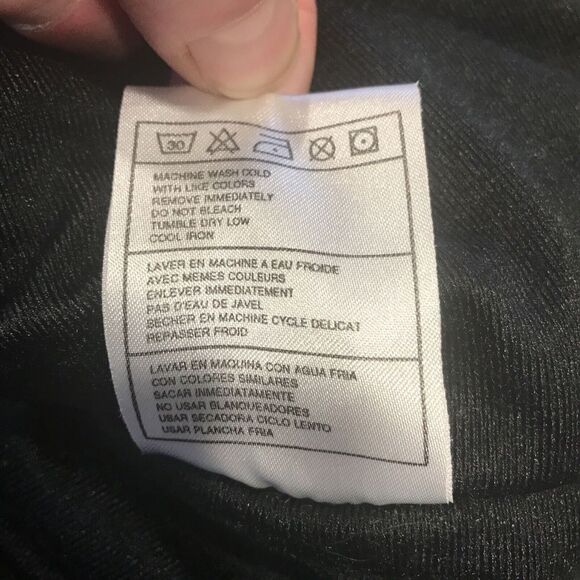 30
MACHINE WASH COLD
WITH LIKE COLORS
REMOVE IMMEDIATELY
DO NOT BLEACH
TUMBLE DRY LOW
COOL IRON
LAVER EN MACHINE A EAU FROIDE
AVEC MEMES COULEURS
ENLEVER IMMEDIATEMENT
PAS D'EAU DE JAVEL
SECHER EN MACHINE CYCLE DELICAT
REPASSER FROID
LAVAR EN MAQUINA CON AGUA FRIA
CON COLORES SIMILARES
SACAR INMEDIATAMENTE
NO USAR BLANQUEADORES
USAR SECADORA CICLO LENTO
USAR PLANCHA FRIA